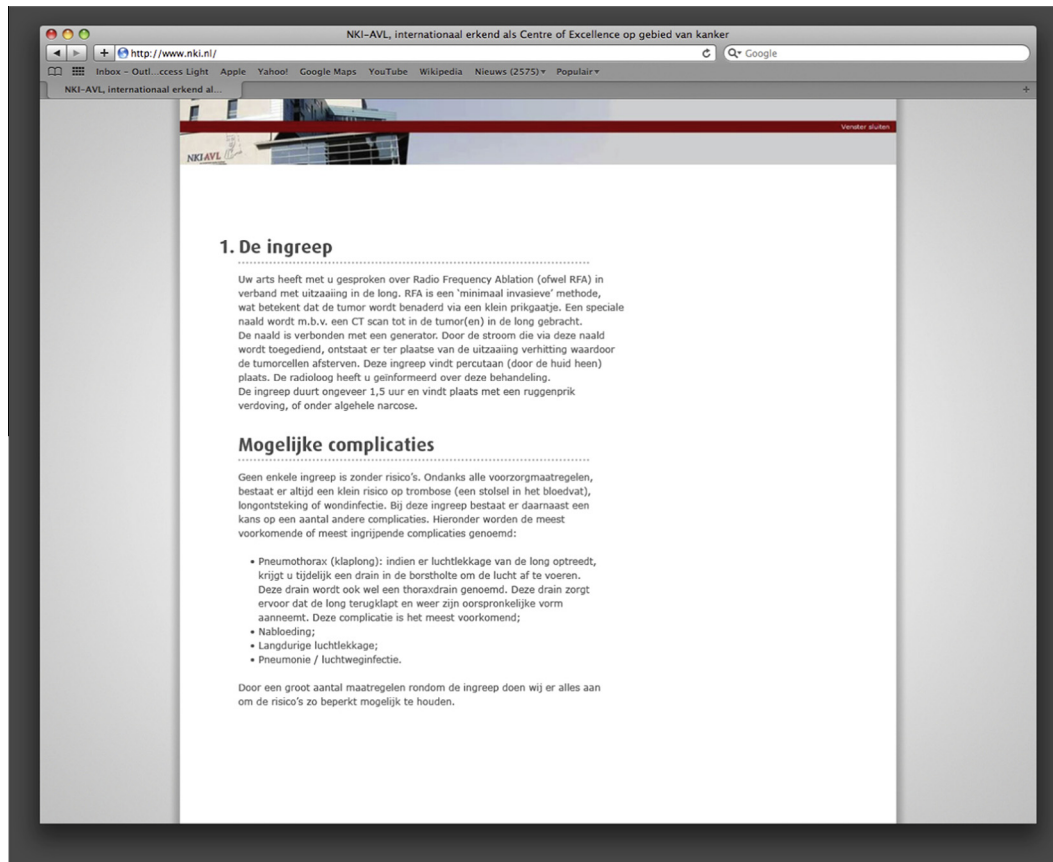 NKI-AVL, internationaal erkend als Centre of Excellence op gebied van kanker
http://www.nki.nl/
Google
Inbox - Outl...ccess Light Apple Yahoo! Google Maps YouTube Wikipedia Nieuws (2575) Populair
NKI-AVL, internationaal erkend al...
Venster sluiten
NKI AVL
1. De ingreep
Uw arts heeft met u gesproken over Radio Frequency Ablation (ofwel RFA) in
verband met uitzaaiing in de long. RFA is een ‘minimaal invasieve’ methode,
wat betekent dat de tumor wordt benaderd via een klein prikgaatje. Een speciale
naald wordt m.b.v. een CT scan tot in de tumor(en) in de long gebracht.
De naald is verbonden met een generator. Door de stroom die via deze naald
wordt toegediend, ontstaat er ter plaatse van de uitzaaiing verhitting waardoor
de tumorcellen afsterven. Deze ingreep vindt percutaan (door de huid heen)
plaats. De radioloog heeft u geïnformeerd over deze behandeling.
De ingreep duurt ongeveer 1,5 uur en vindt plaats met een ruggenprik
verdoving, of onder algehele narcose.
Mogelijke complicaties
Geen enkele ingreep is zonder risico’s. Ondanks alle voorzorgmaatregelen,
bestaat er altijd een klein risico op trombose (een stolsel in het bloedvat),
longontsteking of wondinfectie. Bij deze ingreep bestaat er daarnaast een
kans op een aantal andere complicaties. Hieronder worden de meest
voorkomende of meest ingrijpende complicaties genoemd:
• Pneumothorax (klaplong): indien er luchtlekkage van de long optreedt,
krijgt u tijdelijk een drain in de borstholte om de lucht af te voeren.
Deze drain wordt ook wel een thoraxdrain genoemd. Deze drain zorgt
ervoor dat de long terugklapt en weer zijn oorspronkelijke vorm
aanneemt. Deze complicatie is het meest voorkomend;
• Nabloeding;
• Langdurige luchtlekkage;
• Pneumonie / luchtweginfectie.
Door een groot aantal maatregelen rondom de ingreep doen wij er alles aan
om de risico’s zo beperkt mogelijk te houden.